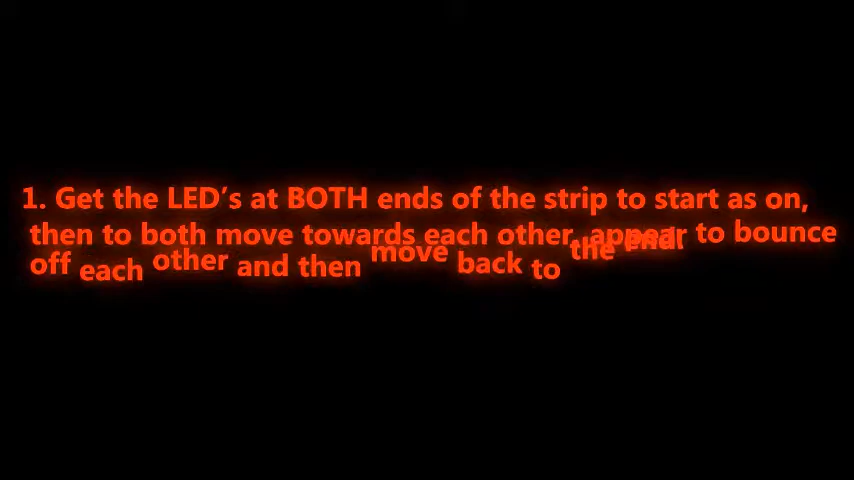 1. Get the LED's at BOTH ends of the strip to start as on,
then to both move towards each other, appear to bounce
off each other and then move back to the end.